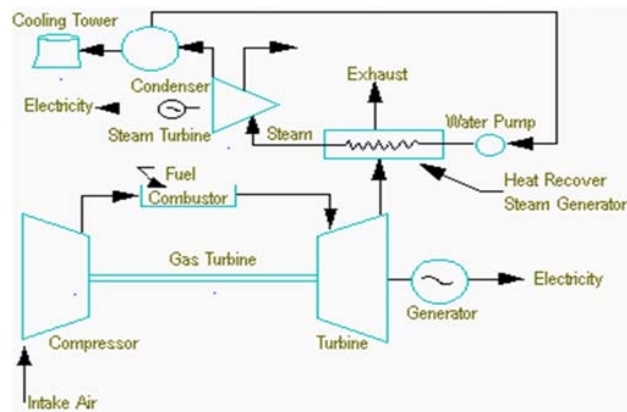 Cooling Tower
Condenser
Exhaust
Electricity
Steam Turbine
Steam
Water Pump
Heat Recover
Steam Generator
Fuel
Combustor
Gas Turbine
Electricity
Generator
Compressor
Turbine
Intake Air